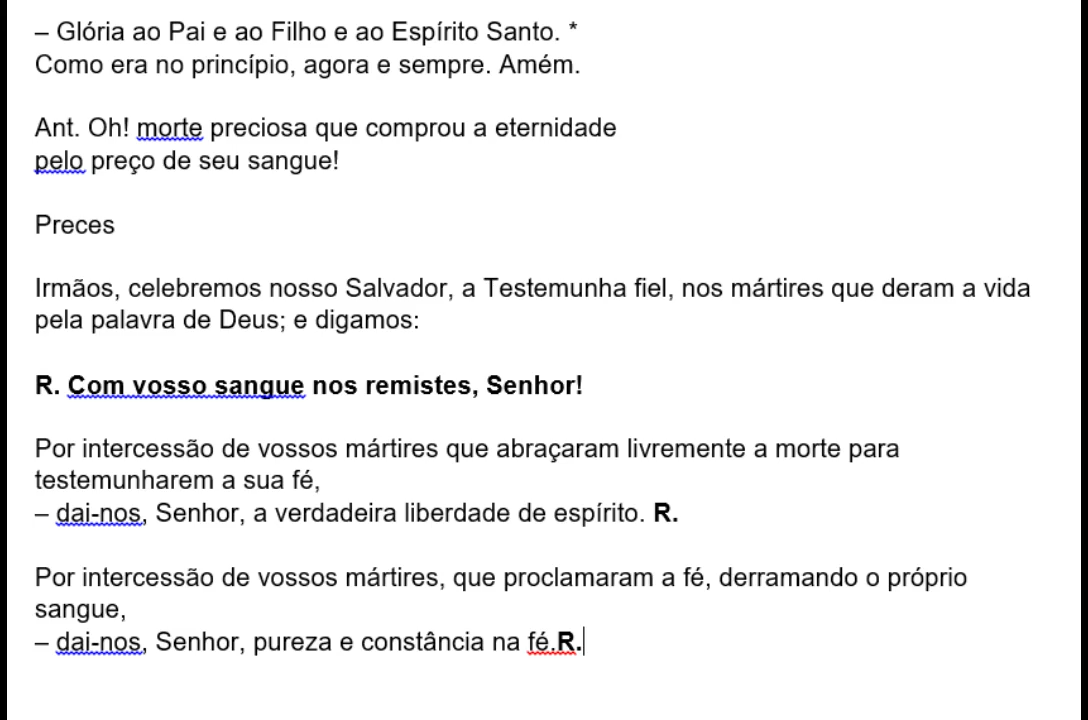 – Glória ao Pai e ao Filho e ao Espírito Santo. *
Como era no princípio, agora e sempre. Amém.
Ant. Oh! morte preciosa que comprou a eternidade
pelo preço de seu sangue!
Preces
Irmãos, celebremos nosso Salvador, a Testemunha fiel, nos mártires que deram a vida
pela palavra de Deus; e digamos:
R. Com vosso sangue nos remistes, Senhor!
Por intercessão de vossos mártires que abraçaram livremente a morte para
testemunharem a sua fé,
– dai-nos, Senhor, a verdadeira liberdade de espírito. R.
Por intercessão de vossos mártires, que proclamaram a fé, derramando o próprio
sangue,
– dai-nos, Senhor, pureza e constância na fé.R.